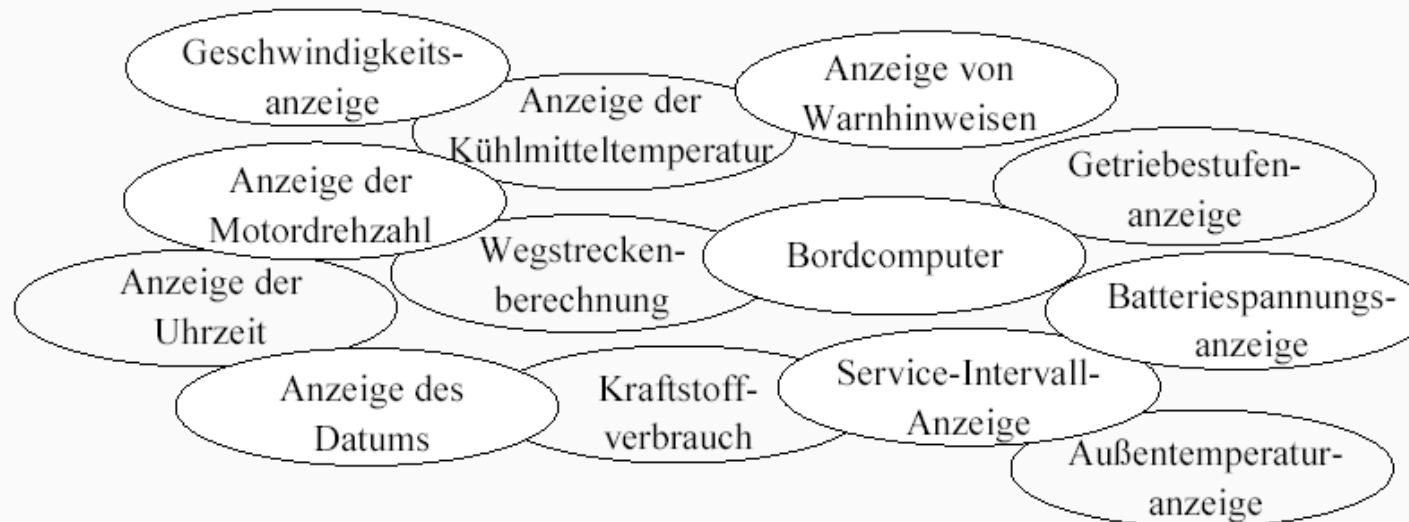 Geschwindigkeits-
anzeige
Anzeige der
Kühlmitteltemperatur
Anzeige von
Warnhinweisen
Getriebestufen-
anzeige
Anzeige der
Motordrehzahl
Wegstrecken-
berechnung
Bordcomputer
Anzeige der
Uhrzeit
Batteriespannungs-
anzeige
Anzeige des
Datums
Kraftstoff-
verbrauch
Service-Intervall-
Anzeige
Außentemperatur-
anzeige